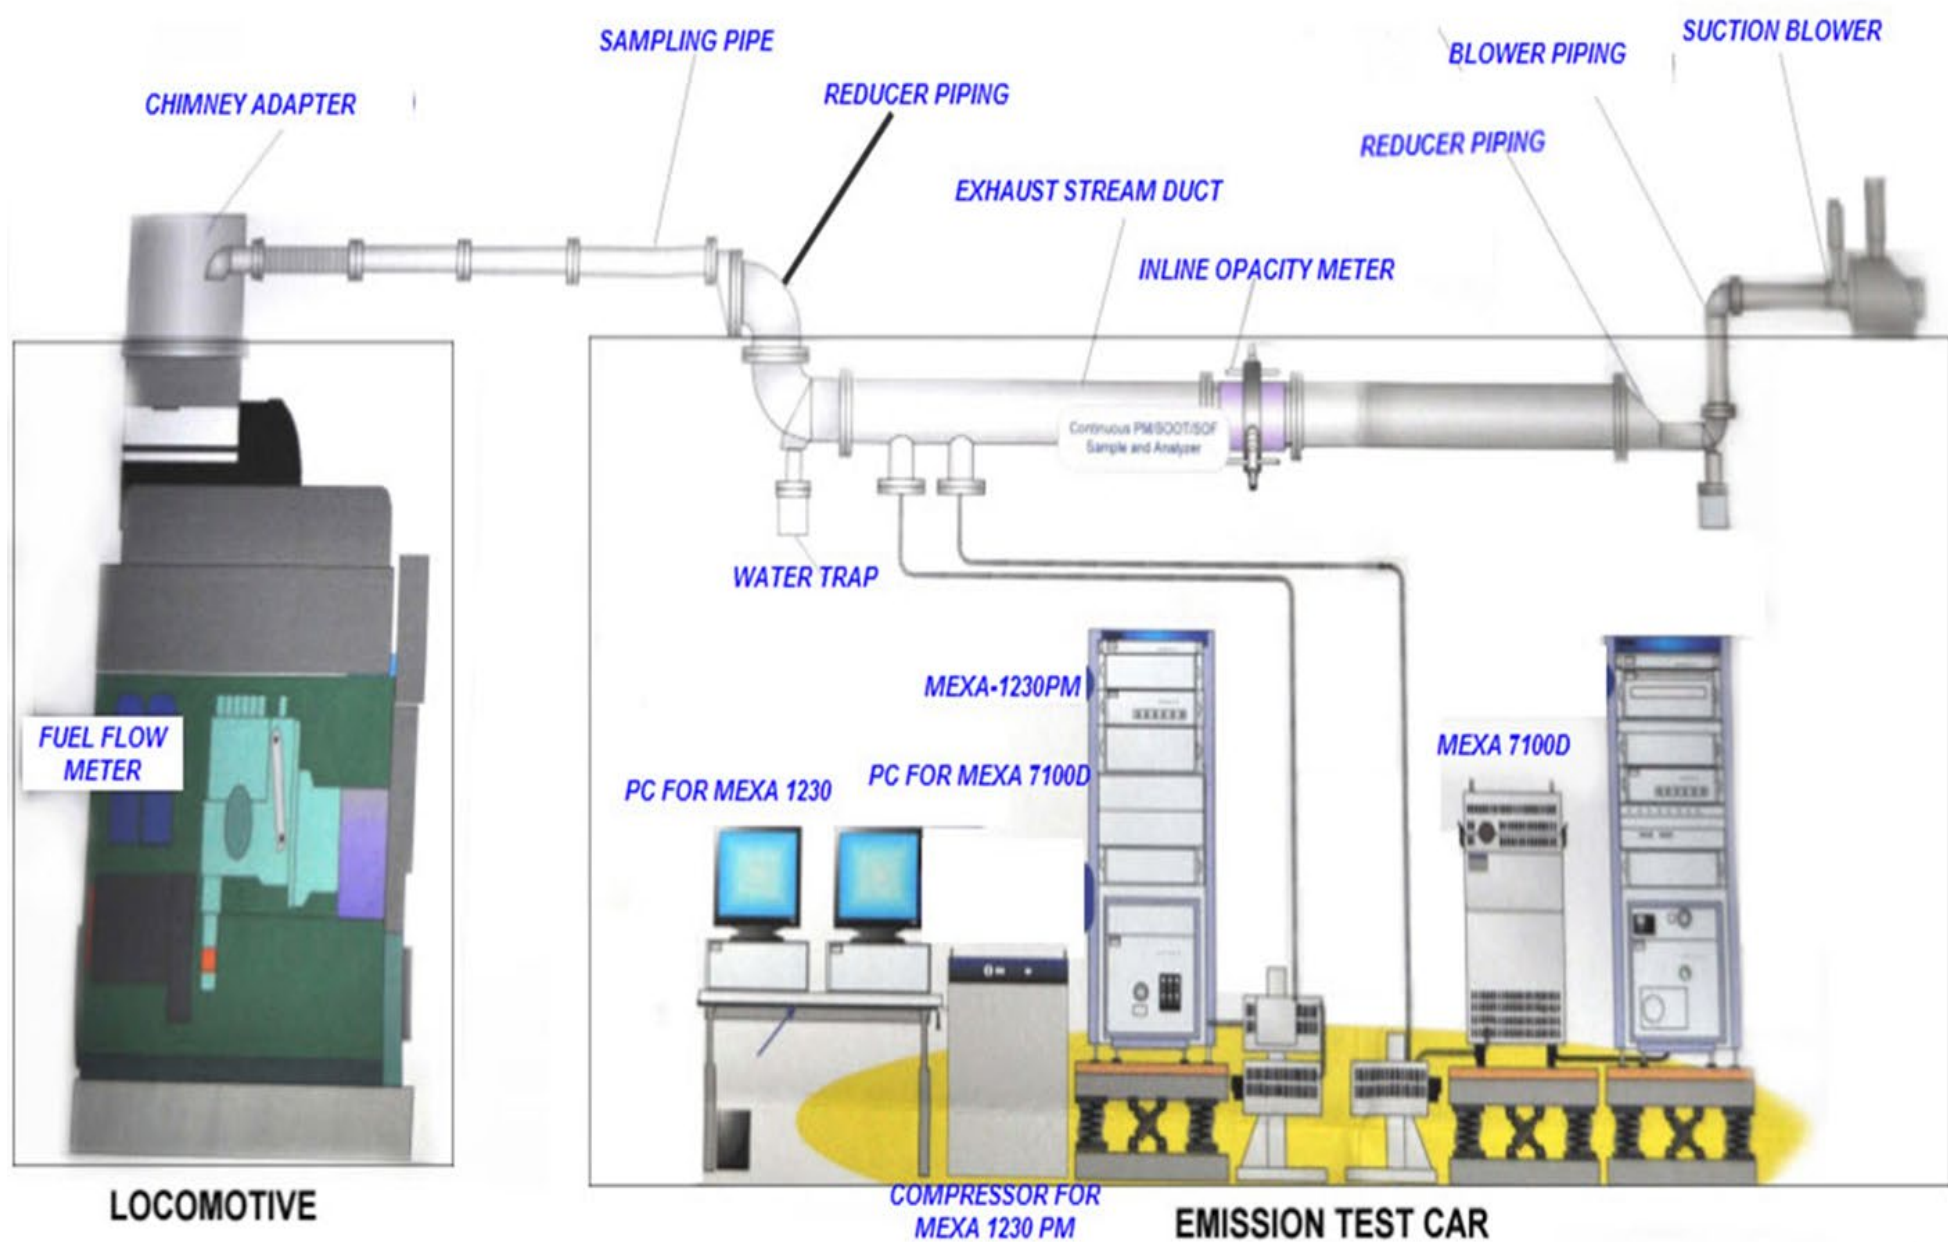 SUCTION BLOWER
SAMPLING PIPE
BLOWER PIPING
REDUCER PIPING
CHIMNEY ADAPTER
REDUCER PIPING
EXHAUST STREAM DUCT
INLINE OPACITY METER
Continuous PM/SOOT/SOF
Sample and Analyzer
WATER TRAP
MEXA-1230PM
FUEL FLOW
METER
MEXA 7100D
PC FOR MEXA 7100D
PC FOR MEXA 1230
COMPRESSOR FOR
MEXA 1230 PM
LOCOMOTIVE
EMISSION TEST CAR